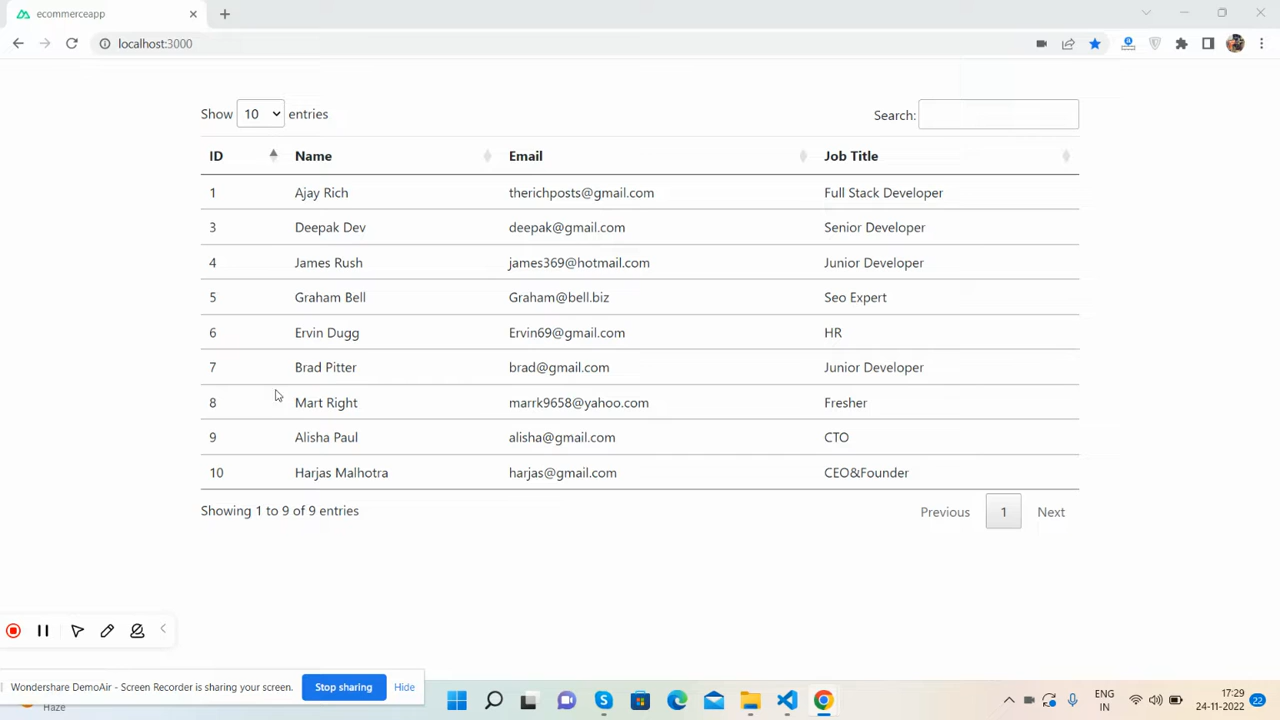 ecommerceapp
localhost:3000
Show 10 entries
Search:
ID Name Email Job Title
1 Ajay Rich therichposts@gmail.com Full Stack Developer
3 Deepak Dev deepak@gmail.com Senior Developer
4 James Rush james369@hotmail.com Junior Developer
5 Graham Bell Graham@bell.biz Seo Expert
6 Ervin Dugg Ervin69@gmail.com HR
7 Brad Pitter brad@gmail.com Junior Developer
8 Mart Right marrk9658@yahoo.com Fresher
9 Alisha Paul alisha@gmail.com CTO
10 Harjas Malhotra harjas@gmail.com CEO&Founder
Showing 1 to 9 of 9 entries
Previous 1 Next
Wondershare DemoAir - Screen Recorder is sharing your screen. Stop sharing Hide
Haze
ENG
IN
17:29
24-11-2022
22